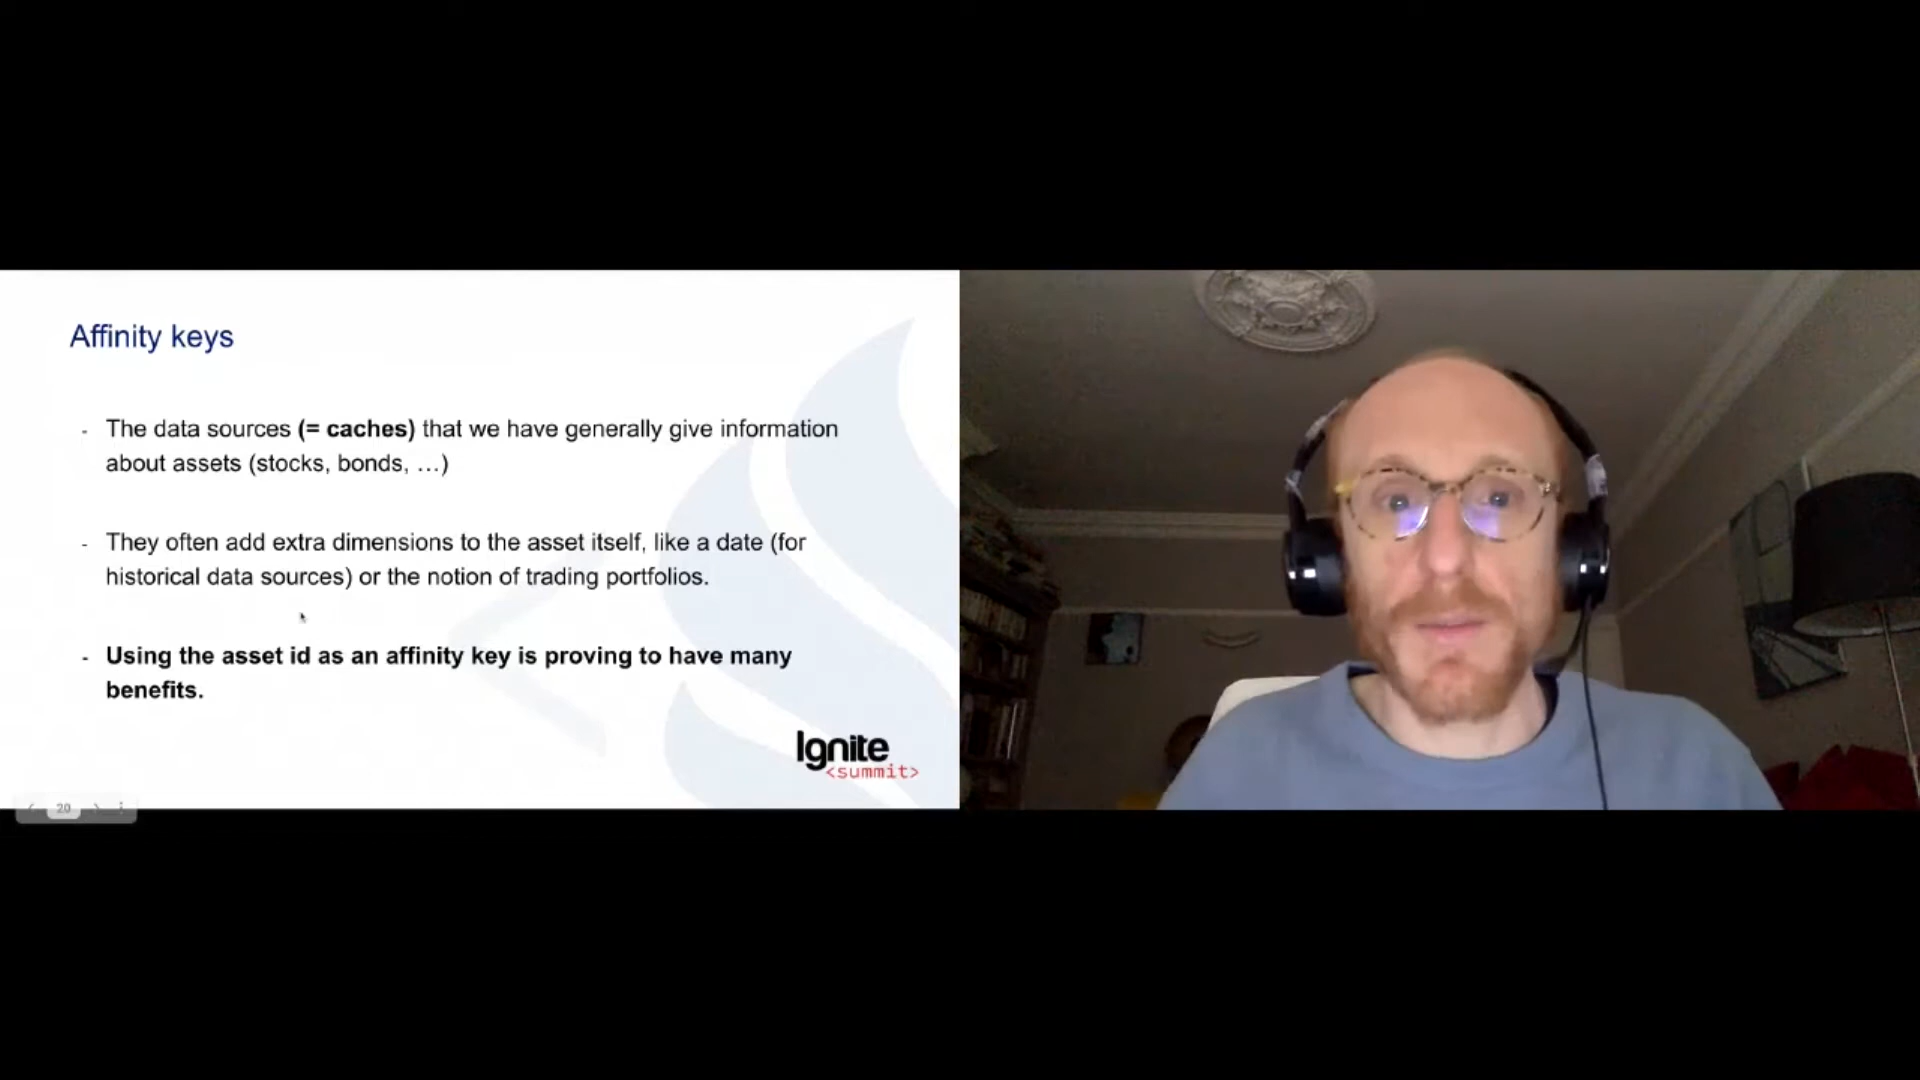 Affinity keys
- The data sources (= caches) that we have generally give information
about assets (stocks, bonds, …)
- They often add extra dimensions to the asset itself, like a date (for
historical data sources) or the notion of trading portfolios.
- Using the asset id as an affinity key is proving to have many
benefits.
Ignite
<summit>
20